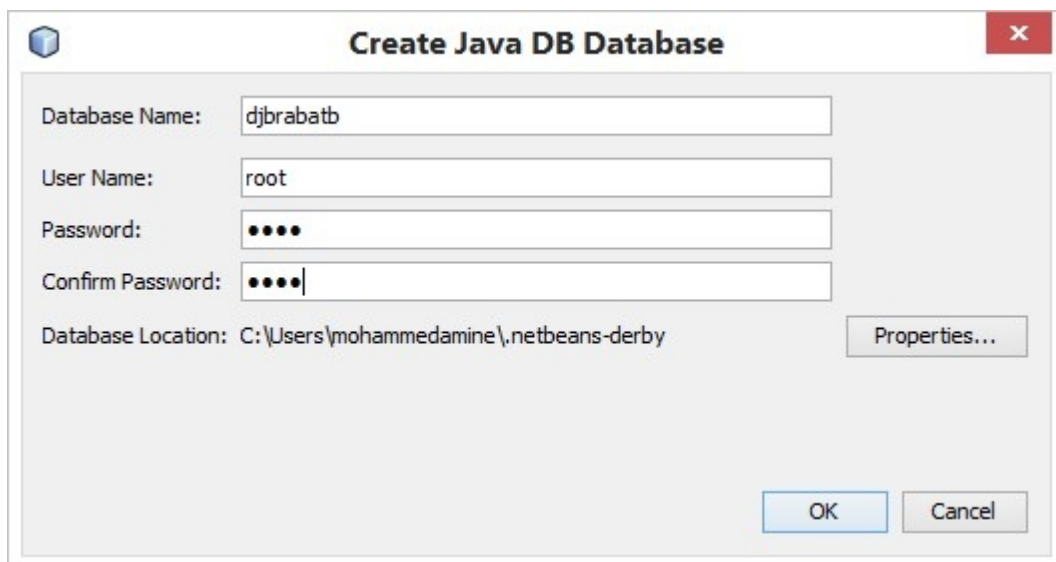 Create Java DB Database
Database Name: djbrabatb
User Name: root
Password: ••••
Confirm Password: ••••
Database Location: C:\Users\mohammedamine\.netbeans-derby Properties...
OK Cancel